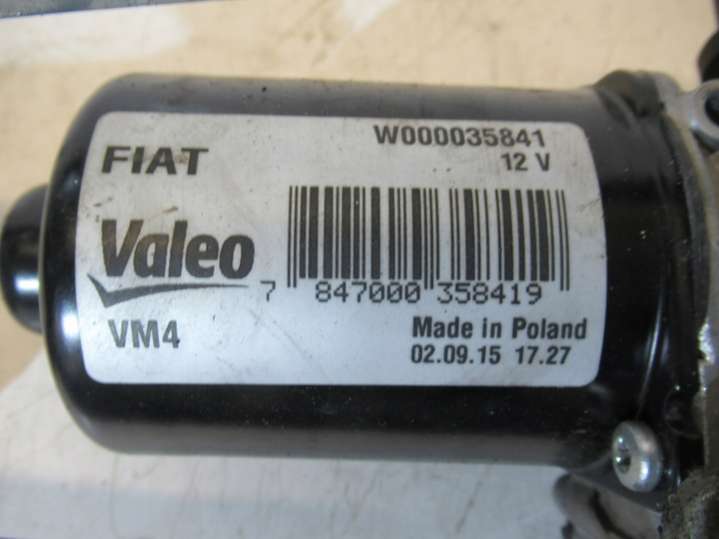 FIAT
W000035841
12 V
Valeo
7 847000 358419
VM4
Made in Poland
02.09.15 17.27